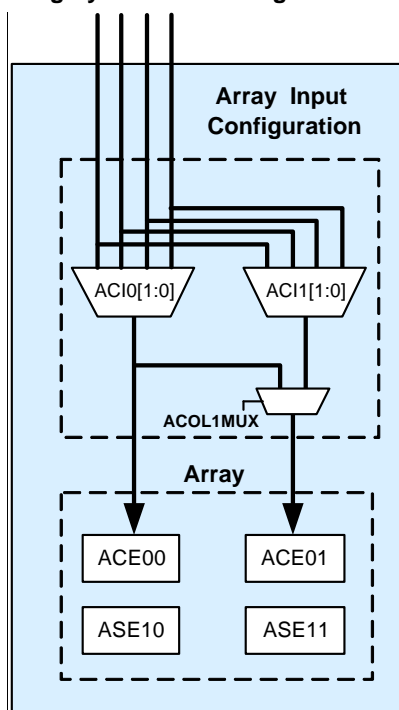 Array Input
Configuration
ACI0[1:0]
ACI1[1:0]
ACOL1MUX
Array
ACE00
ACE01
ASE10
ASE11